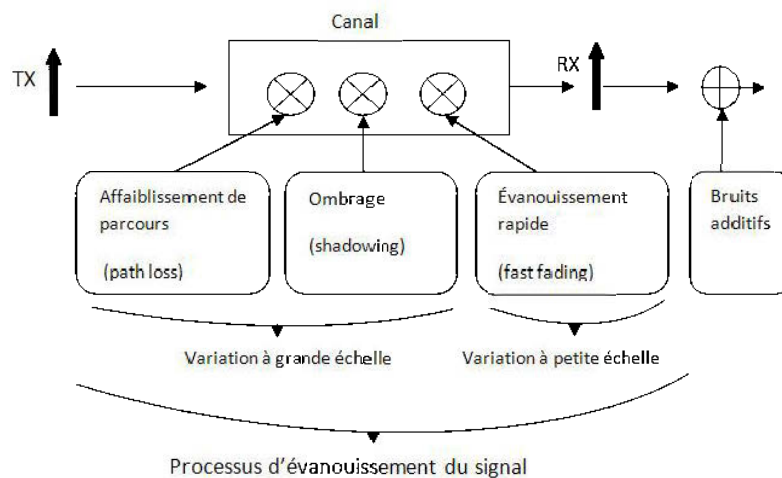 Canal
TX
RX
Affaiblissement de
parcours
(path loss)
Ombrage
(shadowing)
Évanouissement
rapide
(fast fading)
Bruits
additifs
Variation à grande échelle
Variation à petite échelle
Processus d'évanouissement du signal